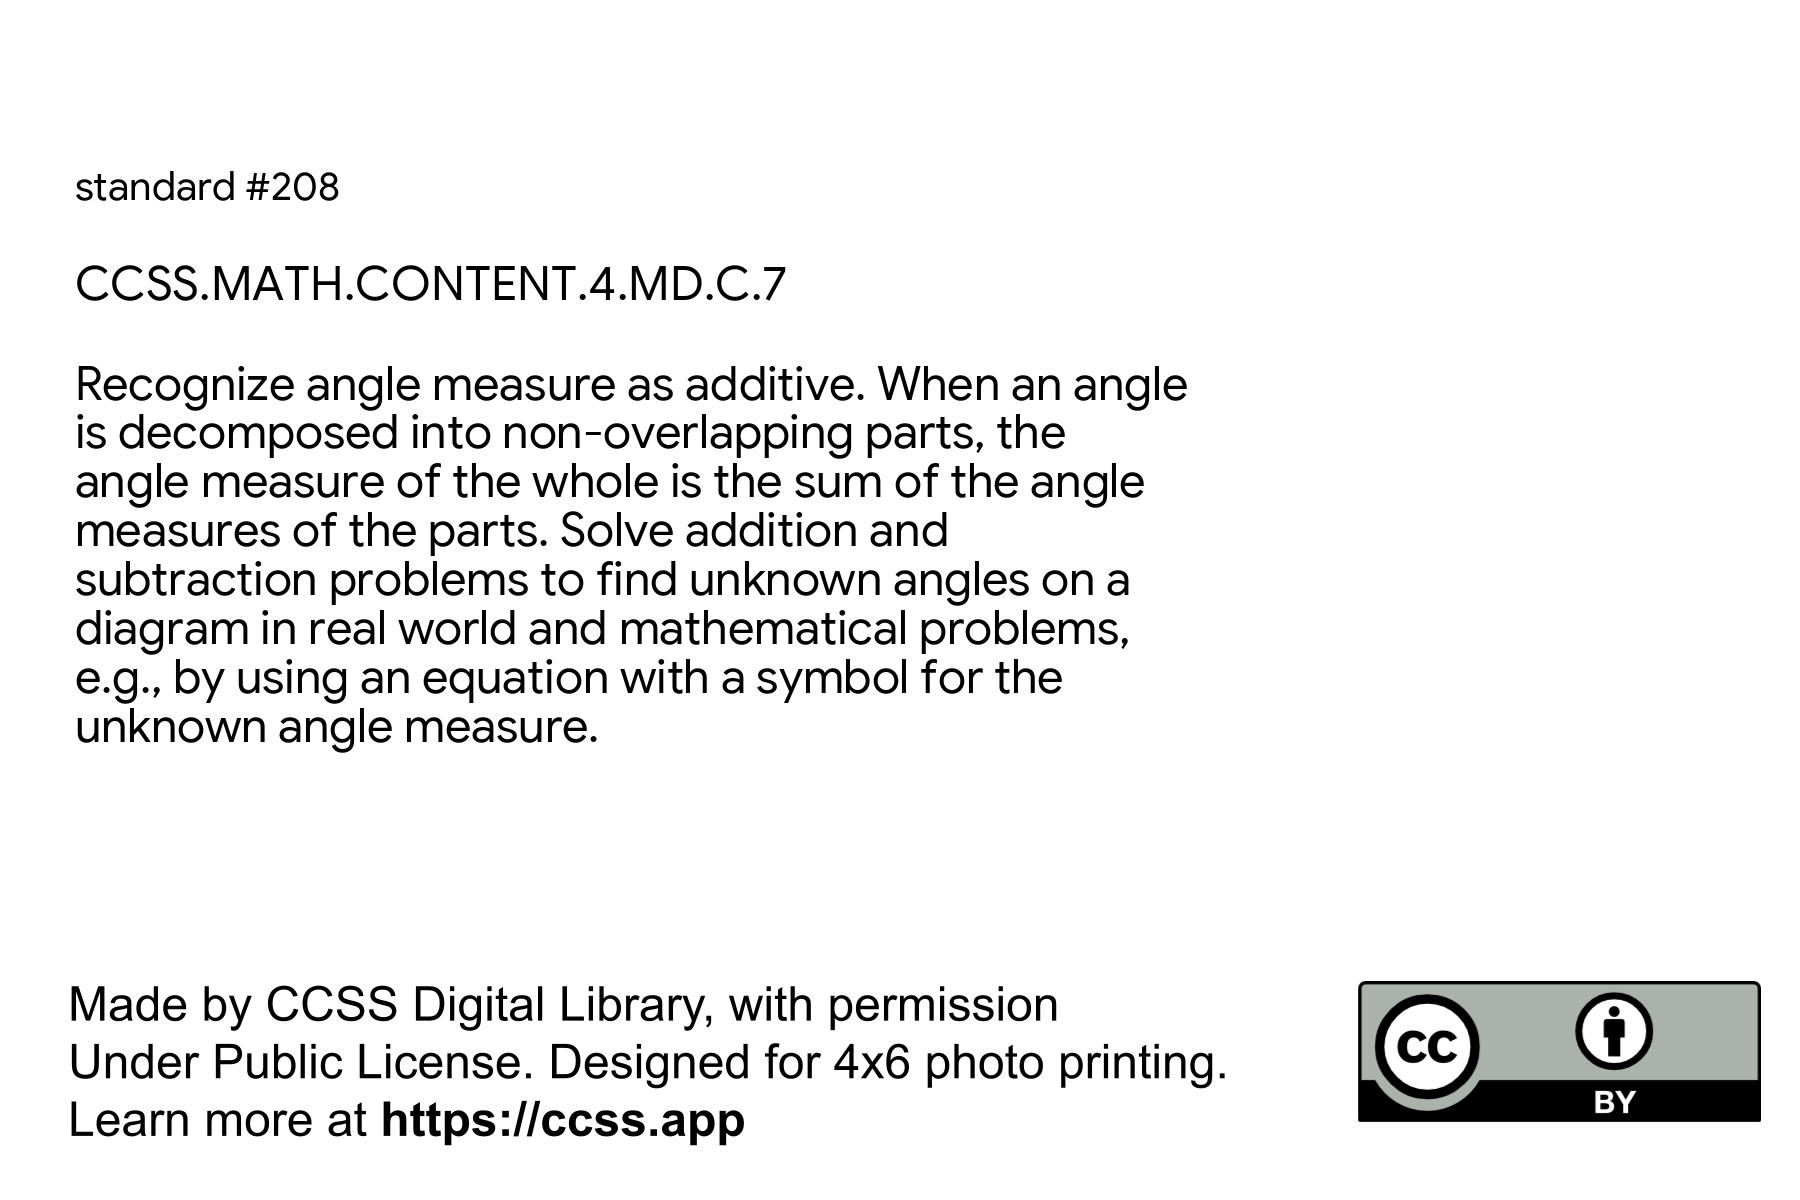 standard #208
CCSS.MATH.CONTENT.4.MD.C.7
Recognize angle measure as additive. When an angle
is decomposed into non-overlapping parts, the
angle measure of the whole is the sum of the angle
measures of the parts. Solve addition and
subtraction problems to find unknown angles on a
diagram in real world and mathematical problems,
e.g., by using an equation with a symbol for the
unknown angle measure.
Made by CCSS Digital Library, with permission
Under Public License. Designed for 4x6 photo printing.
Learn more at https://ccss.app
cc
BY